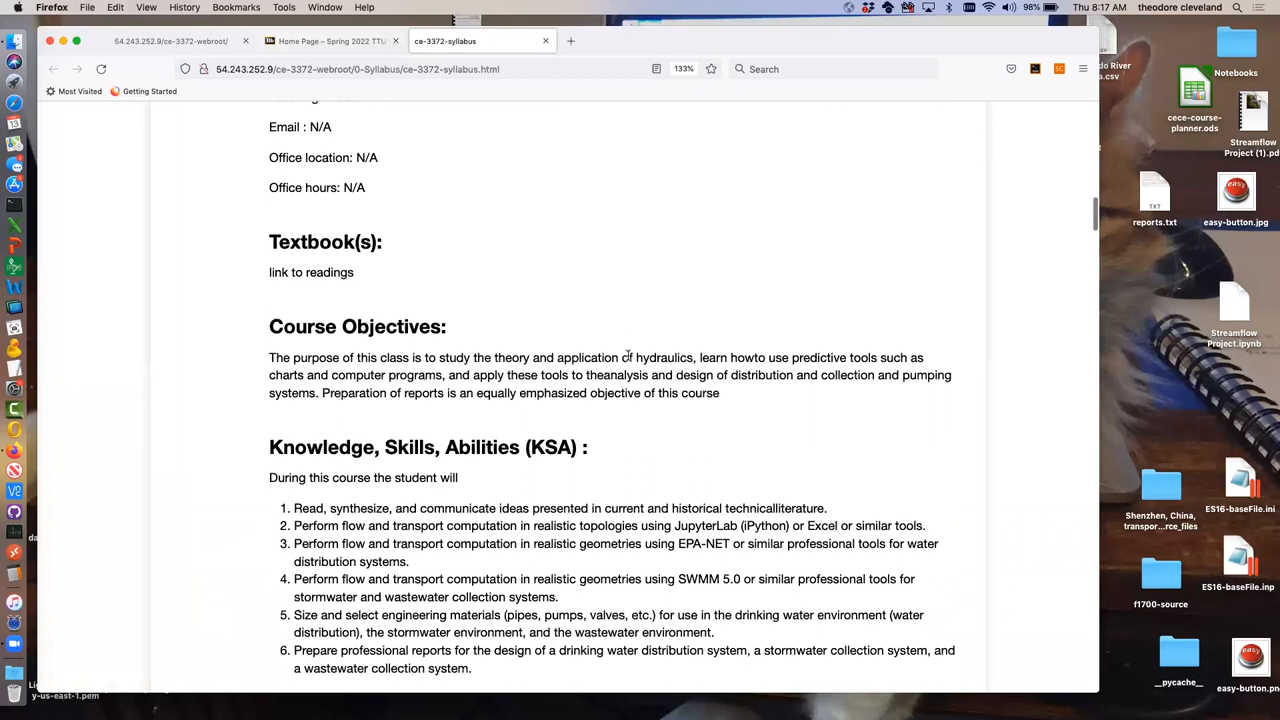 Firefox File Edit View History Bookmarks Tools Window Help 98% Thu 8:17 AM theodore cleveland
54.243.252.9/ce-3372-webroot/ Home Page – Spring 2022 TTU ce-3372-syllabus
54.243.252.9/ce-3372-webroot/0-Syllabus/ce-3372-syllabus.html 133% Search
Most Visited Getting Started
Email : N/A
Office location: N/A
Office hours: N/A
Textbook(s):
link to readings
Course Objectives:
The purpose of this class is to study the theory and application of hydraulics, learn howto use predictive tools such as
charts and computer programs, and apply these tools to theanalysis and design of distribution and collection and pumping
systems. Preparation of reports is an equally emphasized objective of this course
Knowledge, Skills, Abilities (KSA) :
During this course the student will
1. Read, synthesize, and communicate ideas presented in current and historical technicalliterature.
2. Perform flow and transport computation in realistic topologies using JupyterLab (iPython) or Excel or similar tools.
3. Perform flow and transport computation in realistic geometries using EPA-NET or similar professional tools for water
distribution systems.
4. Perform flow and transport computation in realistic geometries using SWMM 5.0 or similar professional tools for
stormwater and wastewater collection systems.
5. Size and select engineering materials (pipes, pumps, valves, etc.) for use in the drinking water environment (water
distribution), the stormwater environment, and the wastewater environment.
6. Prepare professional reports for the design of a drinking water distribution system, a stormwater collection system, and
a wastewater collection system.
do River
a.csv
Notebooks
cece-course-
planner.ods
Streamflow
Project (1).pd
TXT
reports.txt
easy
easy-button.jpg
Streamflow
Project.ipynb
Shenzhen, China,
transpor...rce_files
ES16-baseFile.ini
f1700-source
ES16-baseFile.inp
__pycache__
easy
easy-button.pn
y-us-east-1.pem